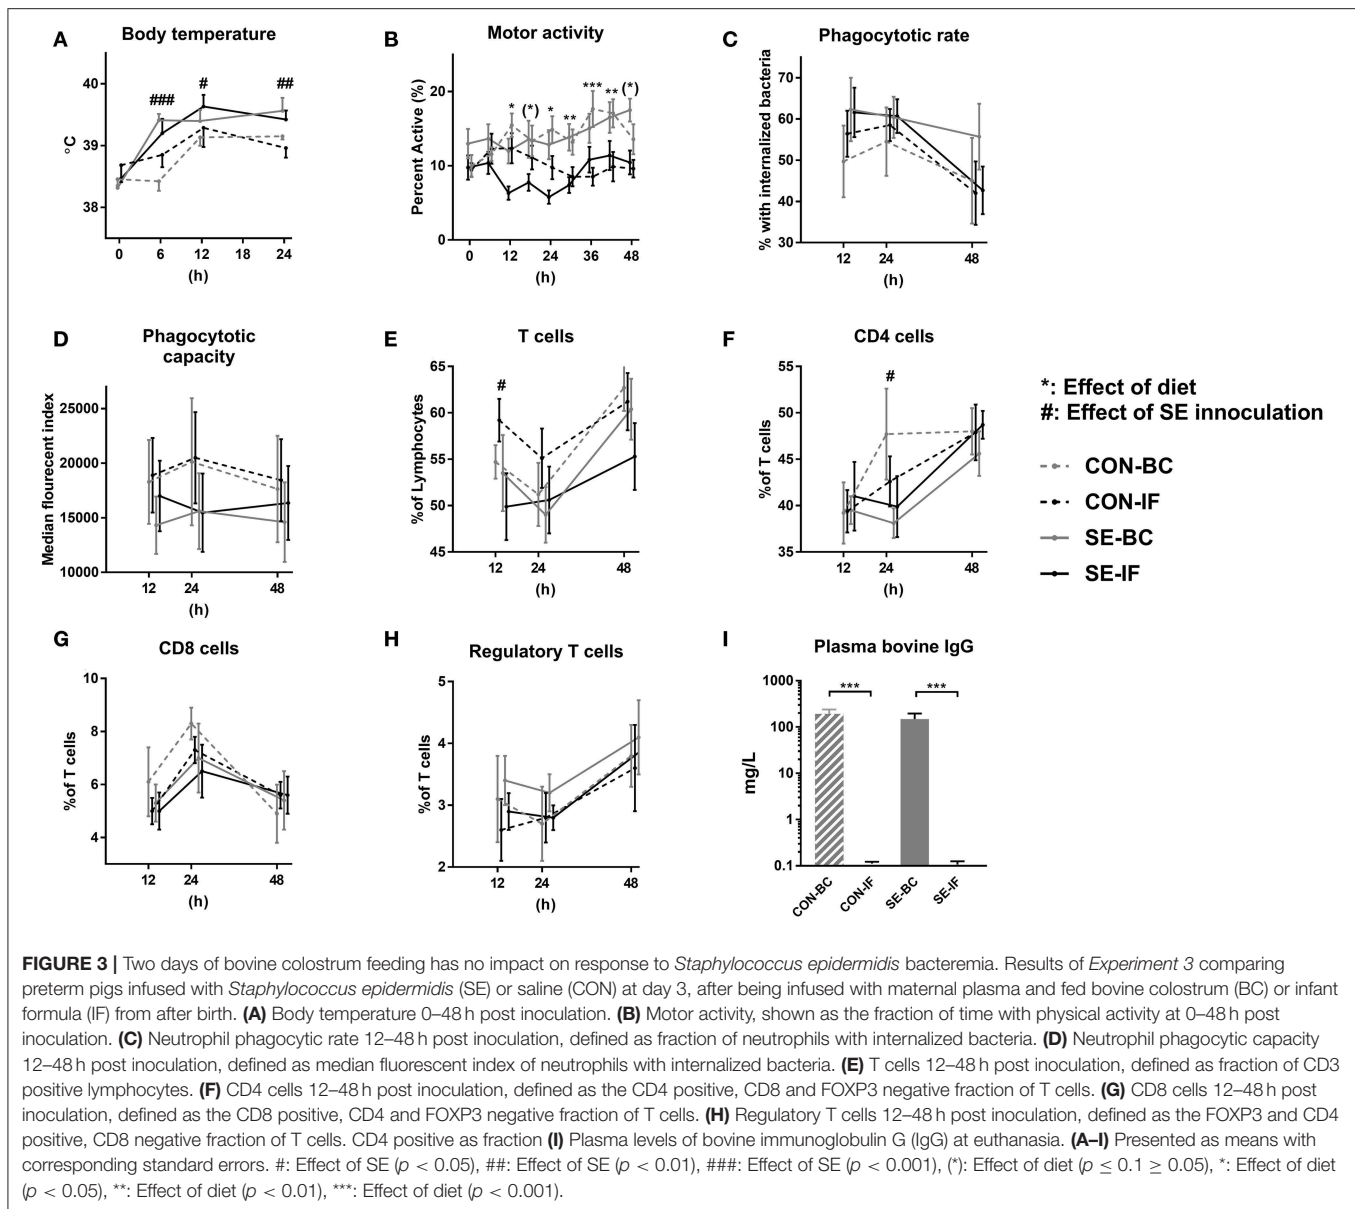 A
Body temperature
###
#
##
40
39
38
°C
0
6
12
18
24
(h)
B
Motor activity
*
(*)
*
**
***
**
(*)
20
10
0
Percent Active (%)
0
12
24
36
48
(h)
C
Phagocytotic rate
70
60
50
40
30
% with internalized bacteria
12
24
48
(h)
D
Phagocytotic
capacity
25000
20000
15000
10000
Median flourecent index
12
24
48
(h)
E
T cells
#
65
60
55
50
45
%of Lymphocytes
12
24
48
(h)
F
CD4 cells
#
55
50
45
40
35
%of T cells
12
24
48
(h)
*: Effect of diet
#: Effect of SE innoculation
CON-BC
CON-IF
SE-BC
SE-IF
G
CD8 cells
10
8
6
4
%of T cells
12
24
48
(h)
H
Regulatory T cells
5
4
3
2
%of T cells
12
24
48
(h)
I
Plasma bovine IgG
***
***
1000
100
10
1
0.1
mg/L
CON-BC
CON-IF
SE-BC
SE-IF
FIGURE 3 | Two days of bovine colostrum feeding has no impact on response to Staphylococcus epidermidis bacteremia. Results of Experiment 3 comparing
preterm pigs infused with Staphylococcus epidermidis (SE) or saline (CON) at day 3, after being infused with maternal plasma and fed bovine colostrum (BC) or infant
formula (IF) from after birth. (A) Body temperature 0–48 h post inoculation. (B) Motor activity, shown as the fraction of time with physical activity at 0–48 h post
inoculation. (C) Neutrophil phagocytic rate 12–48 h post inoculation, defined as fraction of neutrophils with internalized bacteria. (D) Neutrophil phagocytic capacity
12–48 h post inoculation, defined as median fluorescent index of neutrophils with internalized bacteria. (E) T cells 12–48 h post inoculation, defined as fraction of CD3
positive lymphocytes. (F) CD4 cells 12–48 h post inoculation, defined as the CD4 positive, CD8 and FOXP3 negative fraction of T cells. (G) CD8 cells 12–48 h post
inoculation, defined as the CD8 positive, CD4 and FOXP3 negative fraction of T cells. (H) Regulatory T cells 12–48 h post inoculation, defined as the FOXP3 and CD4
positive, CD8 negative fraction of T cells. CD4 positive as fraction (I) Plasma levels of bovine immunoglobulin G (IgG) at euthanasia. (A–I) Presented as means with
corresponding standard errors. #: Effect of SE (p < 0.05), ##: Effect of SE (p < 0.01), ###: Effect of SE (p < 0.001), (*): Effect of diet (p ≤ 0.1 ≥ 0.05), *: Effect of diet
(p < 0.05), **: Effect of diet (p < 0.01), ***: Effect of diet (p < 0.001).